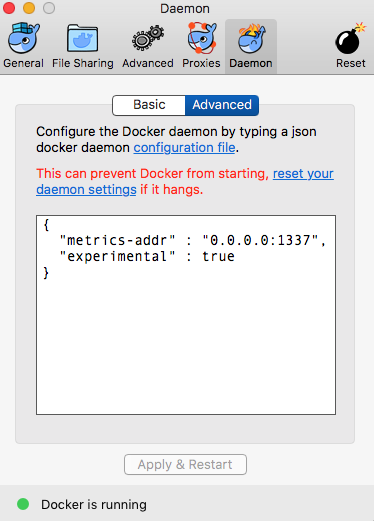 Daemon
General File Sharing Advanced Proxies Daemon Reset
Basic Advanced
Configure the Docker daemon by typing a json
docker daemon configuration file.
This can prevent Docker from starting, reset your
daemon settings if it hangs.
{
"metrics-addr" : "0.0.0.0:1337",
"experimental" : true
}
Apply & Restart
Docker is running